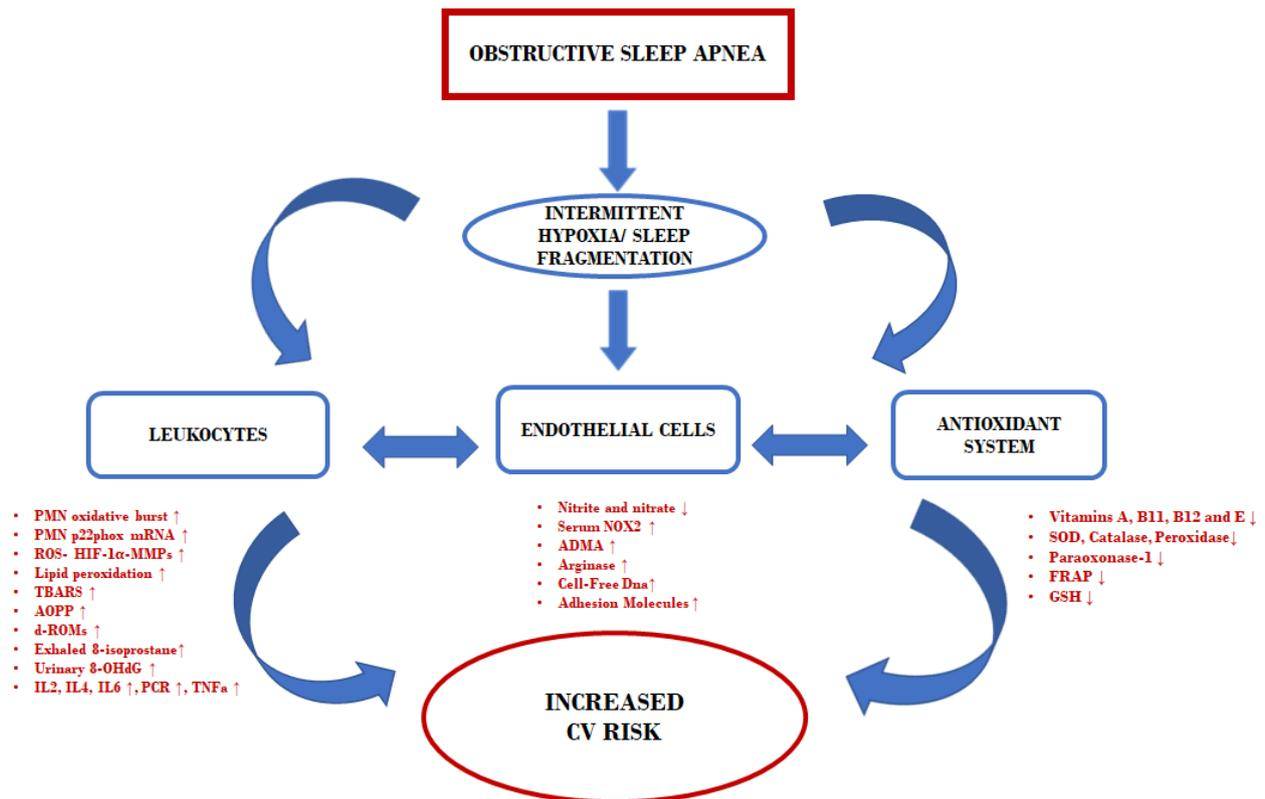 OBSTRUCTIVE SLEEP APNEA
INTERMITTENT
HYPOXIA/ SLEEP
FRAGMENTATION
LEUKOCYTES
ENDOTHELIAL CELLS
ANTIOXIDANT
SYSTEM
• PMN oxidative burst ↑
• PMN p22phox mRNA ↑
• ROS- HIF-1α-MMPs ↑
• Lipid peroxidation ↑
• TBARS ↑
• AOPP ↑
• d-ROMs ↑
• Exhaled 8-isoprostane↑
• Urinary 8-OHdG ↑
• IL2, IL4, IL6 ↑, PCR ↑, TNFa ↑
• Nitrite and nitrate ↓
• Serum NOX2 ↑
• ADMA ↑
• Arginase ↑
• Cell-Free Dna↑
• Adhesion Molecules ↑
• Vitamins A, B11, B12 and E ↓
• SOD, Catalase, Peroxidase↓
• Paraoxonase-1 ↓
• FRAP ↓
• GSH ↓
INCREASED
CV RISK